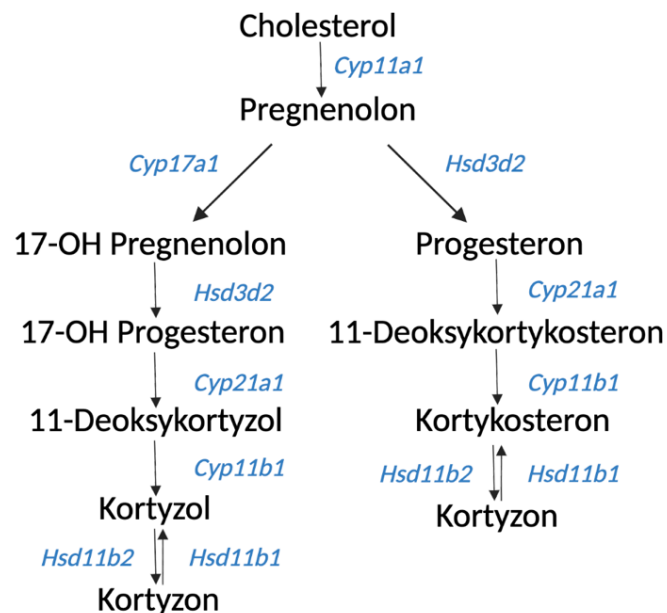 Cholesterol
Cyp11a1
Pregnenolon
Cyp17a1 Hsd3d2
17-OH Pregnenolon Progesteron
Hsd3d2 Cyp21a1
17-OH Progesteron 11-Deoksykortykosteron
Cyp21a1 Cyp11b1
11-Deoksykortyzol Kortykosteron
Cyp11b1 Hsd11b2 Hsd11b1
Kortyzol Kortyzon
Hsd11b2 Hsd11b1
Kortyzon